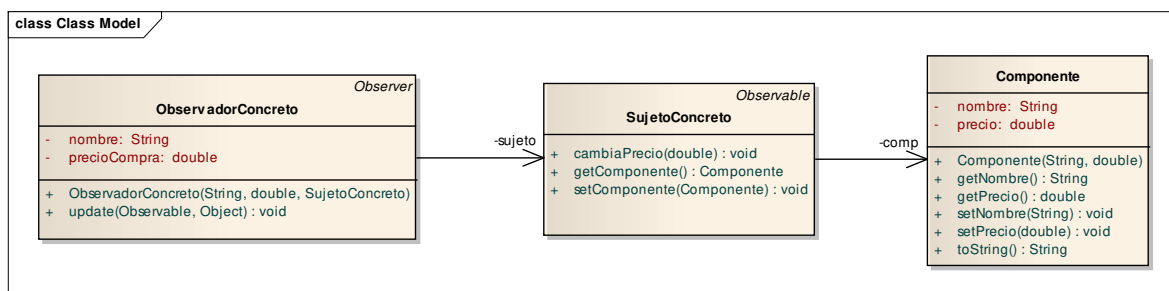 class Class Model
Observer
ObservadorConcreto
- nombre: String
- precioCompra: double
+ ObservadorConcreto(String, double, SujetoConcreto)
+ update(Observable, Object) : void
-sujeto
Observable
SujetoConcreto
+ cambiaPrecio(double) : void
+ getComponente() : Componente
+ setComponente(Componente) : void
-comp
Componente
- nombre: String
- precio: double
+ Componente(String, double)
+ getNombre() : String
+ getPrecio() : double
+ setNombre(String) : void
+ setPrecio(double) : void
+ toString() : String